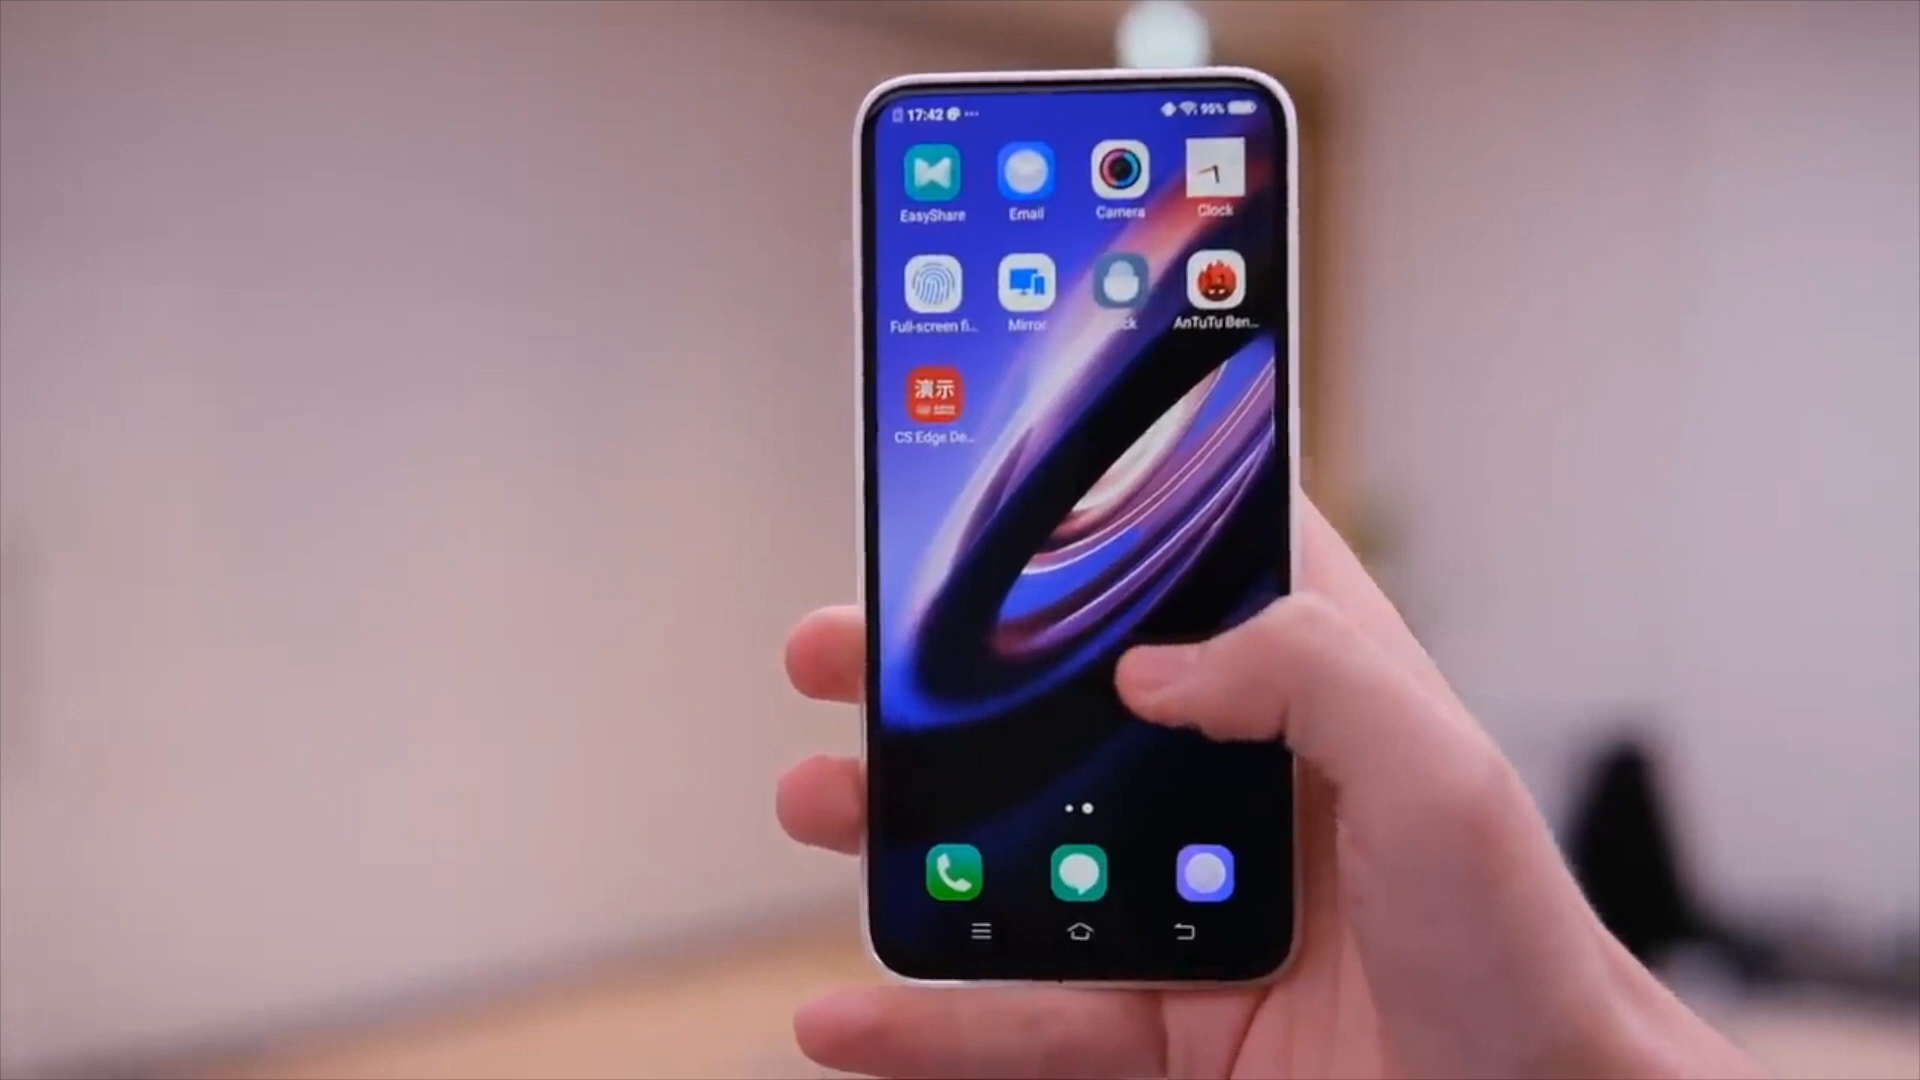 17:42
95%
EasyShare
Email
Camera
Clock
Full-screen fi...
Mirror
AnTuTu Ben...
演示
CS Edge De...